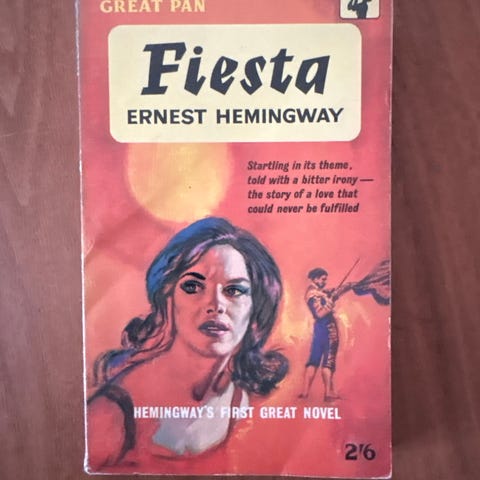 GREAT PAN
Fiesta
ERNEST HEMINGWAY
Startling in its theme,
told with a bitter irony—
the story of a love that
could never be fulfilled
HEMINGWAY'S FIRST GREAT NOVEL
2'6